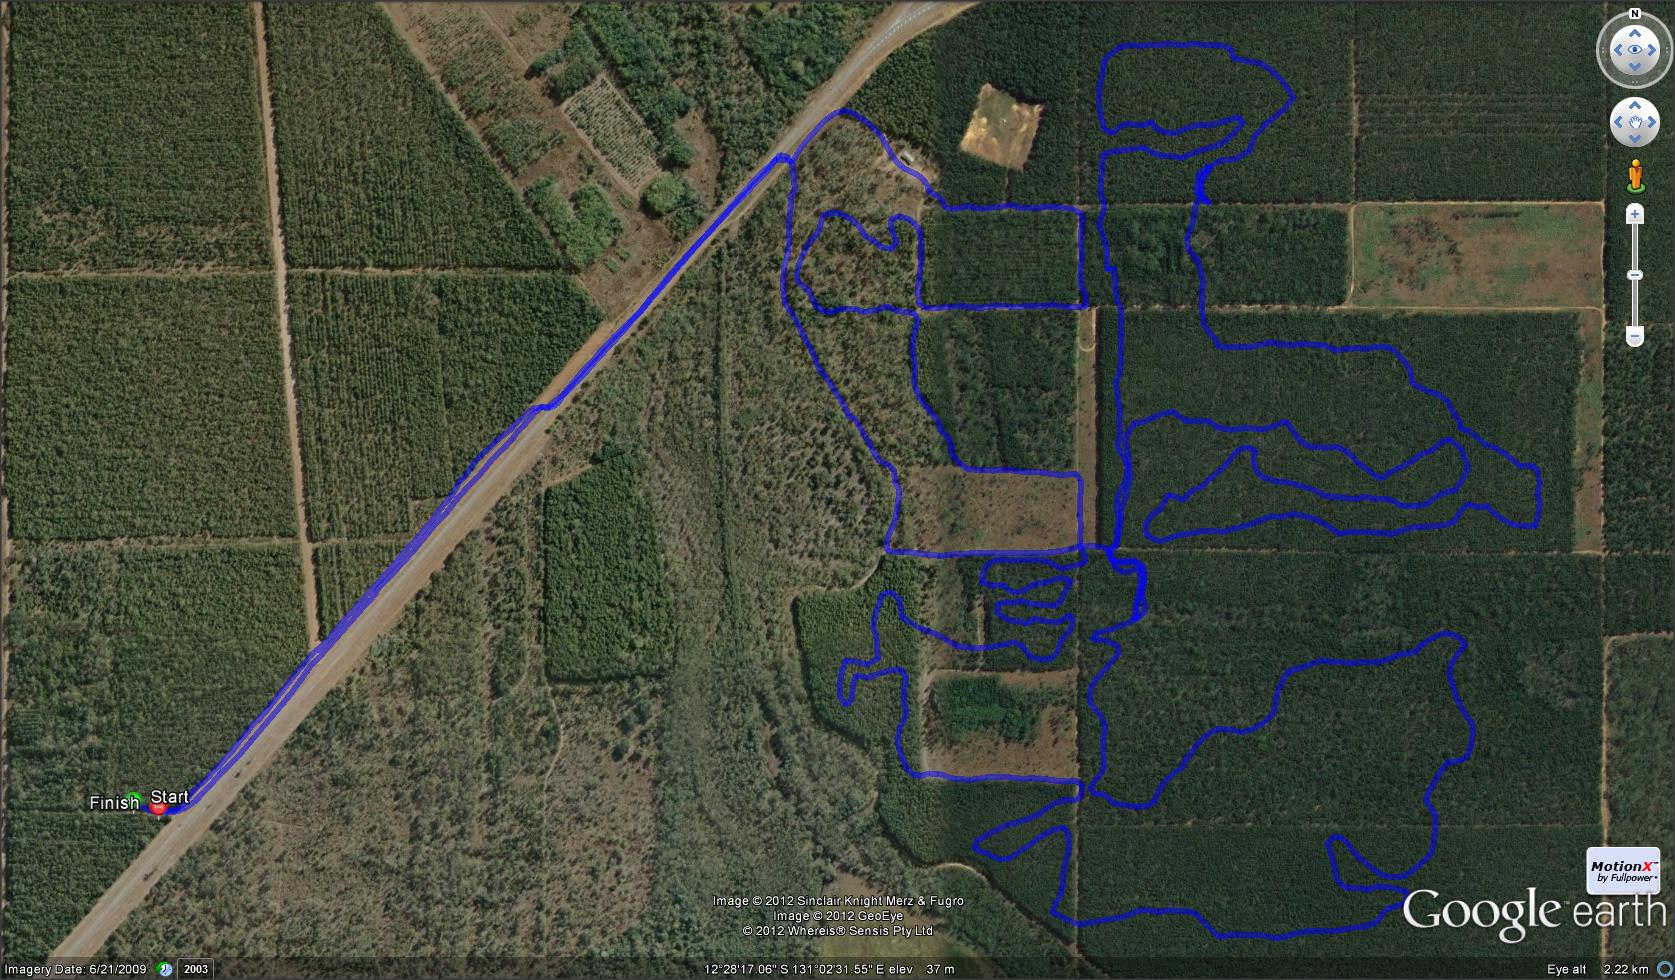 N
Finish Start
MotionX™
by Fullpower®
Image © 2012 Sinclair Knight Merz & Fugro
Image © 2012 GeoEye
© 2012 Whereis® Sensis Pty Ltd
Google earth
Imagery Date: 6/21/2009 2003 12°28'17.06" S 131°02'31.55" E elev 37 m Eye alt 2.22 km